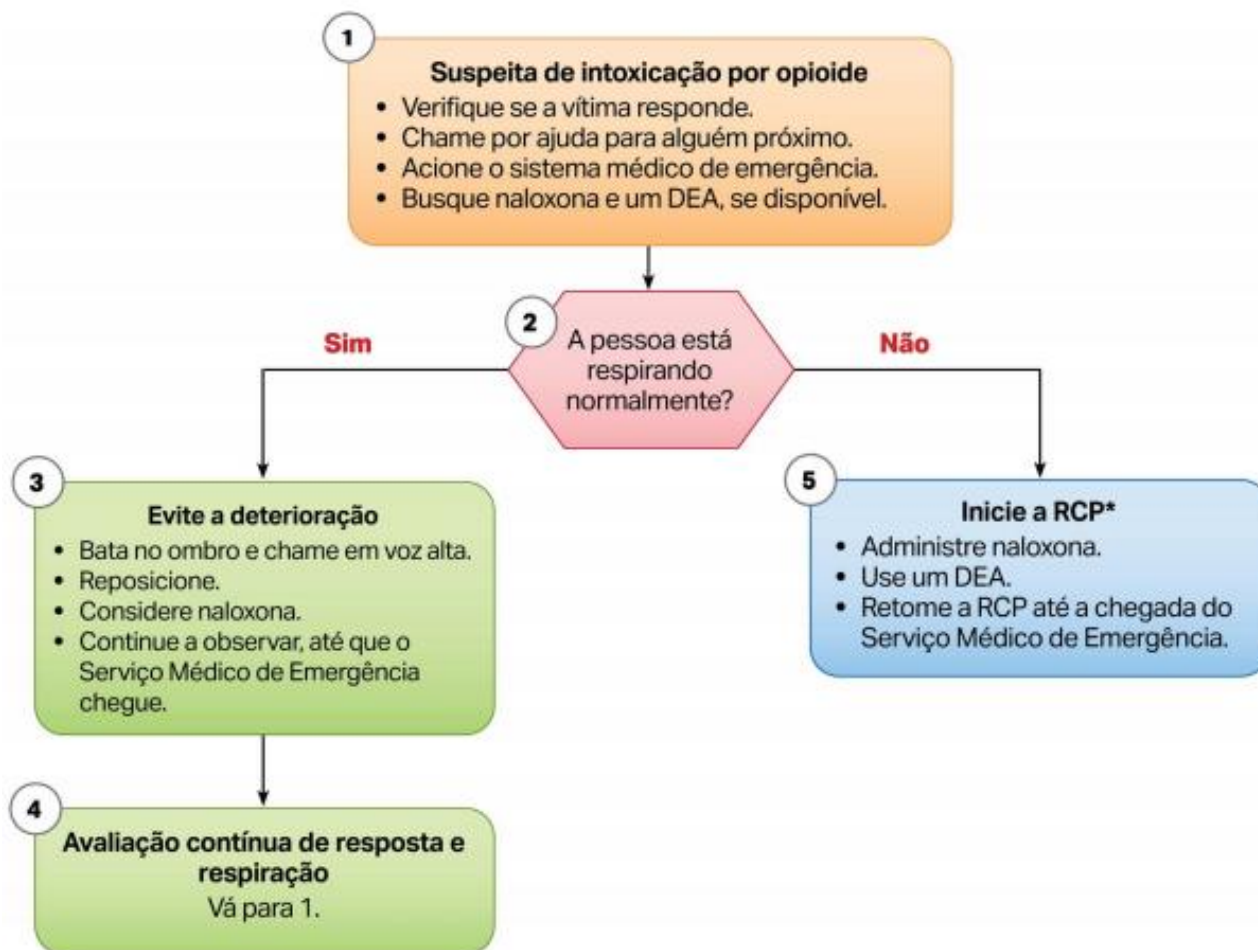 1
Suspeita de intoxicação por opioide
• Verifique se a vítima responde.
• Chame por ajuda para alguém próximo.
• Acione o sistema médico de emergência.
• Busque naloxona e um DEA, se disponível.
2
A pessoa está
respirando
normalmente?
Sim
Não
3
Evite a deterioração
• Bata no ombro e chame em voz alta.
• Reposicione.
• Considere naloxona.
• Continue a observar, até que o
Serviço Médico de Emergência
chegue.
4
Avaliação contínua de resposta e
respiração
Vá para 1.
5
Inicie a RCP*
• Administre naloxona.
• Use um DEA.
• Retome a RCP até a chegada do
Serviço Médico de Emergência.